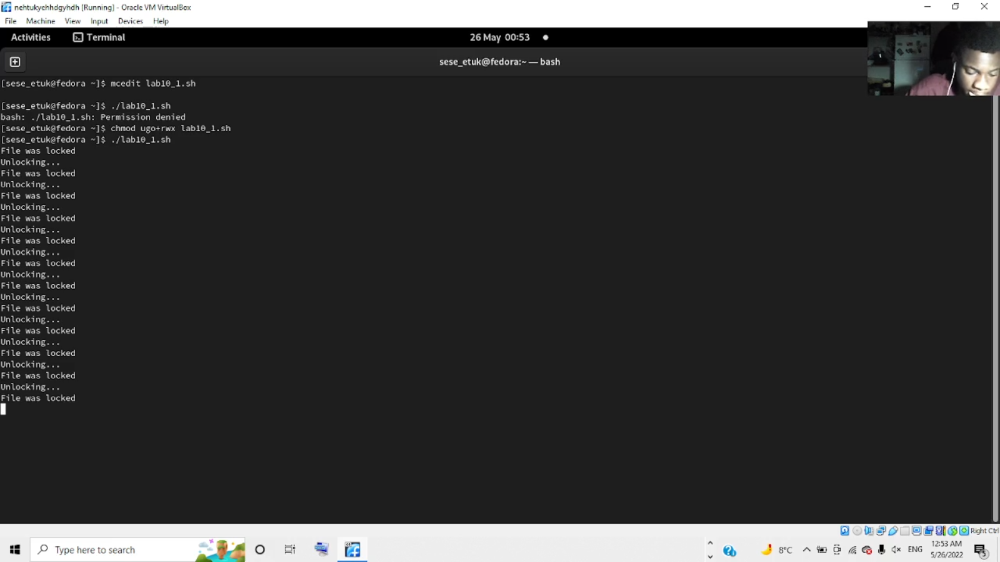 nehtukyehhdgyhdh [Running] - Oracle VM VirtualBox
File Machine View Input Devices Help
Activities Terminal 26 May 00:53
sese_etuk@fedora:~ — bash
[sese_etuk@fedora ~]$ mcedit lab10_1.sh
[sese_etuk@fedora ~]$ ./lab10_1.sh
bash: ./lab10_1.sh: Permission denied
[sese_etuk@fedora ~]$ chmod ugo+rwx lab10_1.sh
[sese_etuk@fedora ~]$ ./lab10_1.sh
File was locked
Unlocking...
File was locked
Unlocking...
File was locked
Unlocking...
File was locked
Unlocking...
File was locked
Unlocking...
File was locked
Unlocking...
File was locked
Unlocking...
File was locked
Unlocking...
File was locked
Unlocking...
File was locked
Unlocking...
File was locked
Unlocking...
File was locked
Right Ctrl
Type here to search
8°C
ENG
12:53 AM
5/26/2022
5